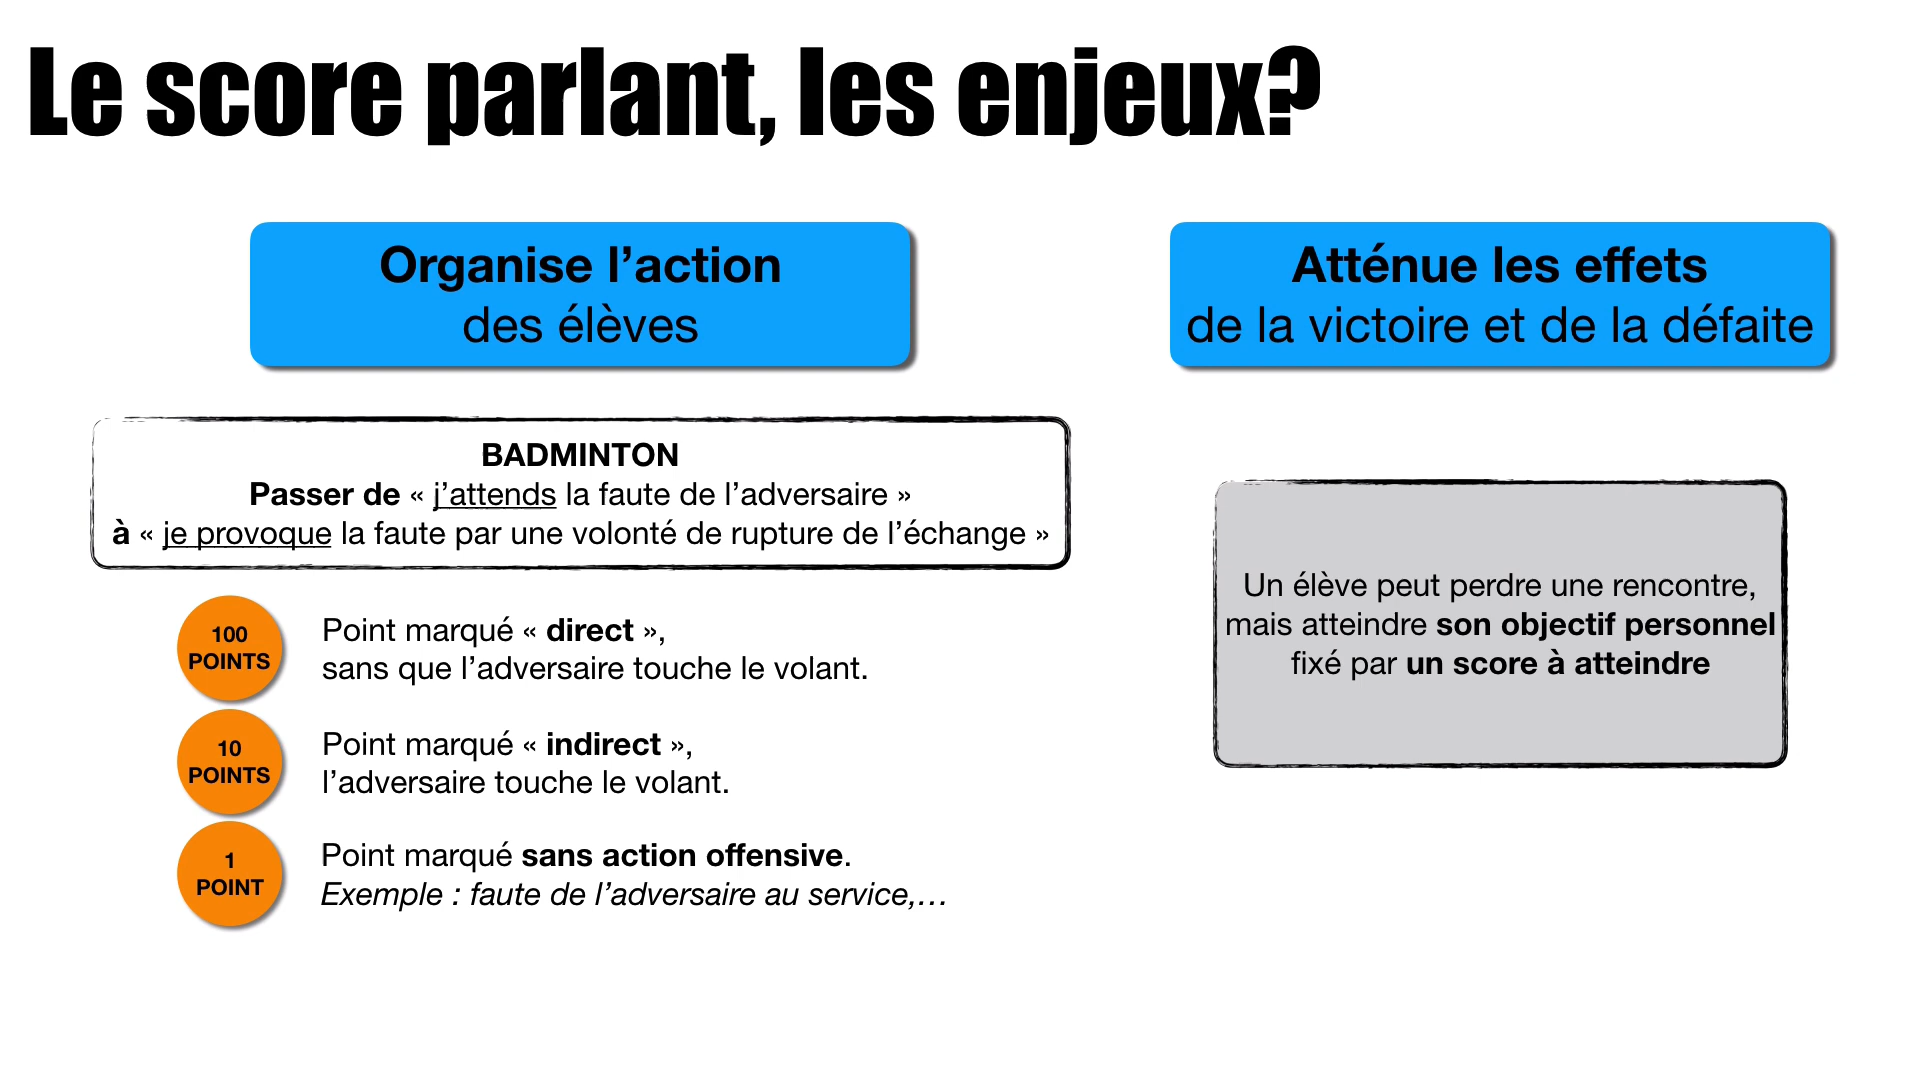 Le score parlant, les enjeux?
Organise l’action
des élèves
BADMINTON
Passer de « j’attends la faute de l’adversaire »
à « je provoque la faute par une volonté de rupture de l’échange »
100
POINTS
Point marqué « direct »,
sans que l’adversaire touche le volant.
10
POINTS
Point marqué « indirect »,
l’adversaire touche le volant.
1
POINT
Point marqué sans action offensive.
Exemple : faute de l’adversaire au service,…
Atténue les effets
de la victoire et de la défaite
Un élève peut perdre une rencontre,
mais atteindre son objectif personnel
fixé par un score à atteindre